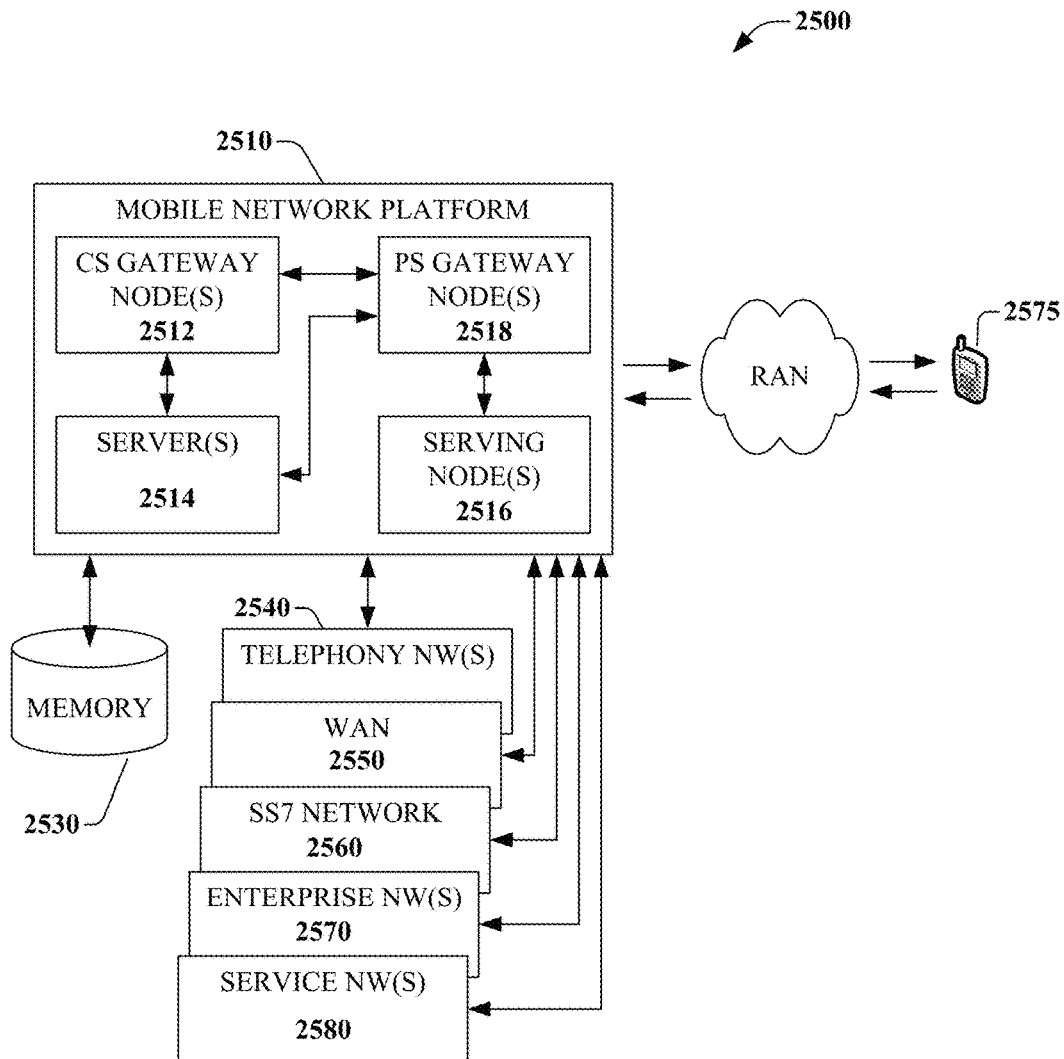 2500
2510
MOBILE NETWORK PLATFORM
CS GATEWAY
NODE(S)
2512
PS GATEWAY
NODE(S)
2518
SERVER(S)
2514
SERVING
NODE(S)
2516
RAN
2575
2540
TELEPHONY NW(S)
MEMORY
2530
WAN
2550
SS7 NETWORK
2560
ENTERPRISE NW(S)
2570
SERVICE NW(S)
2580